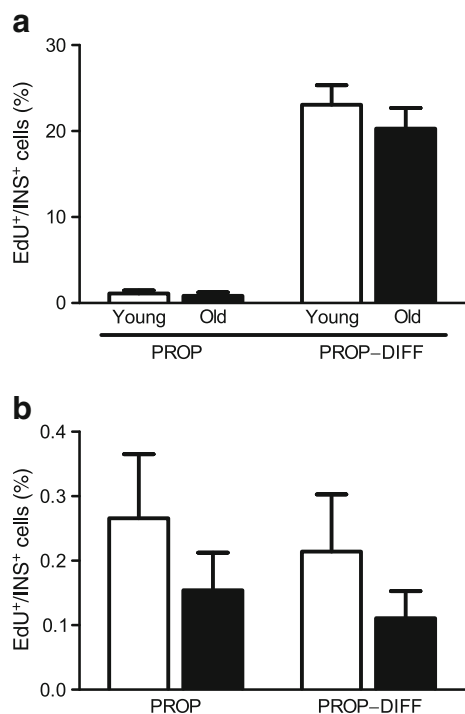 a
EdU⁺/INS⁺ cells (%)
30
20
10
0
Young Old Young Old
PROP PROP–DIFF
b
EdU⁺/INS⁺ cells (%)
0.4
0.3
0.2
0.1
0.0
PROP PROP–DIFF